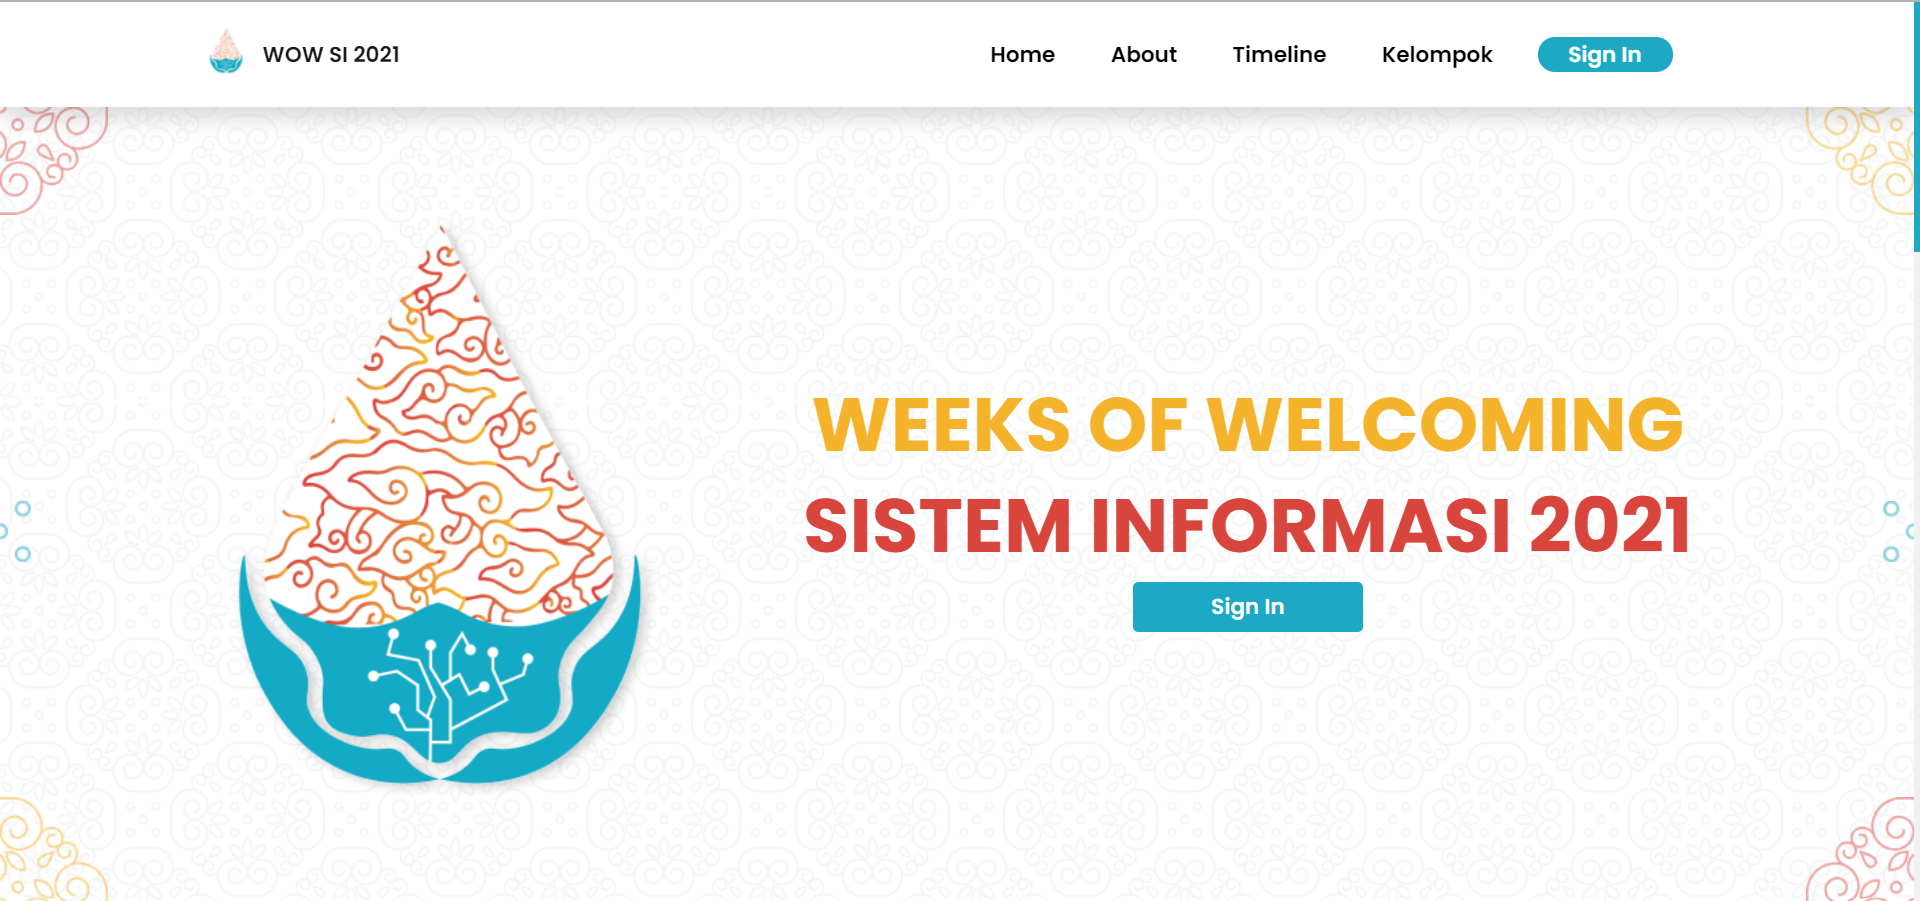 WOW SI 2021
Home About Timeline Kelompok Sign In
WEEKS OF WELCOMING
SISTEM INFORMASI 2021
Sign In